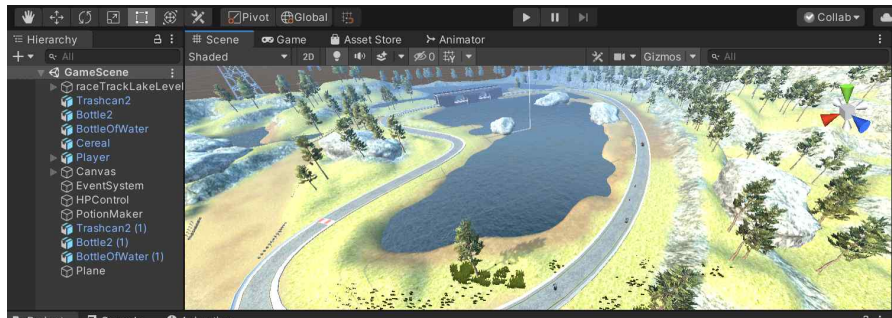 Pivot Global Collab
Hierarchy
Scene Game Asset Store Animator
All
Shaded 2D 0 Gizmos All
GameScene
raceTrackLakeLevel
Trashcan2
Bottle2
BottleOfWater
Cereal
Player
Canvas
EventSystem
HPControl
PotionMaker
Trashcan2 (1)
Bottle2 (1)
BottleOfWater (1)
Plane